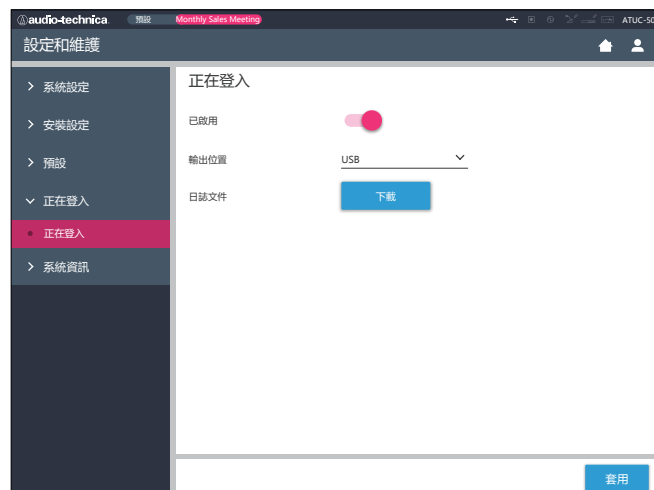 audio-technica 預設 Monthly Sales Meeting ATUC-50
設定和維護
系統設定
安裝設定
預設
正在登入
正在登入
系統資訊
正在登入
已啟用
輸出位置 USB
日誌文件 下載
套用